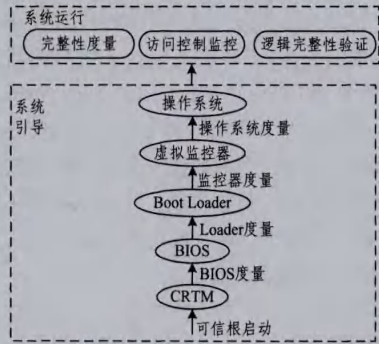 系统运行
完整性度量
访问控制监控
逻辑完整性验证
操作系统
系统
引导
操作系统度量
虚拟监控器
监控器度量
Boot Loader
Loader度量
BIOS
BIOS度量
CRTM
可信根启动